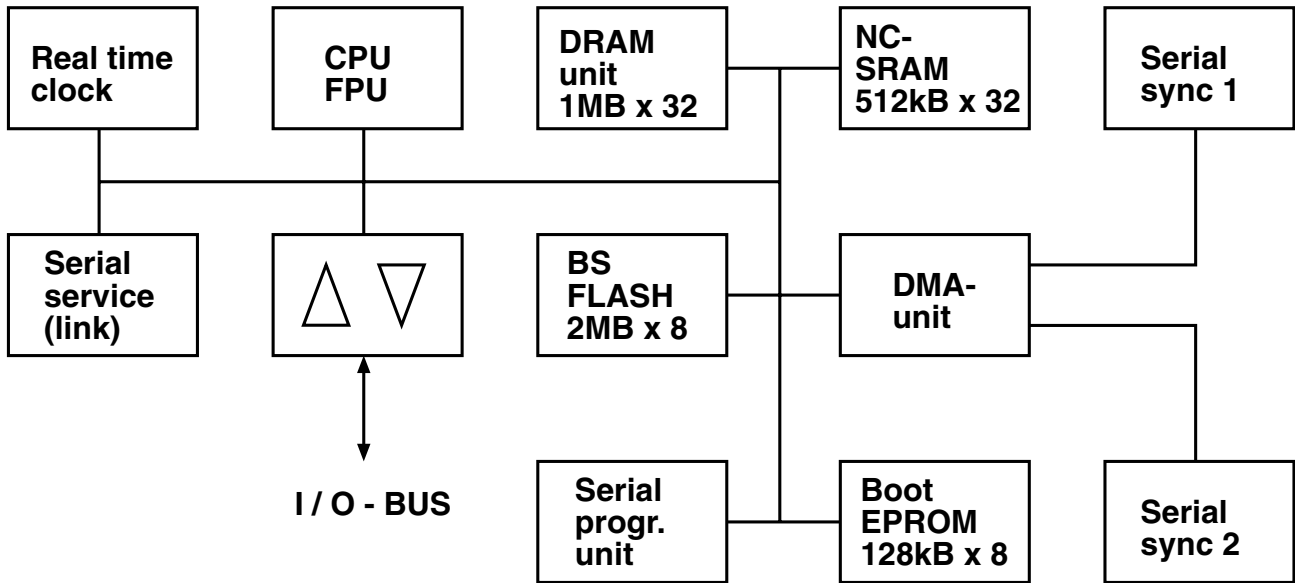 Real time
clock
CPU
FPU
DRAM
unit
1MB x 32
NC-
SRAM
512kB x 32
Serial
sync 1
Serial
service
(link)
BS
FLASH
2MB x 8
DMA-
unit
I / O - BUS
Serial
progr.
unit
Boot
EPROM
128kB x 8
Serial
sync 2